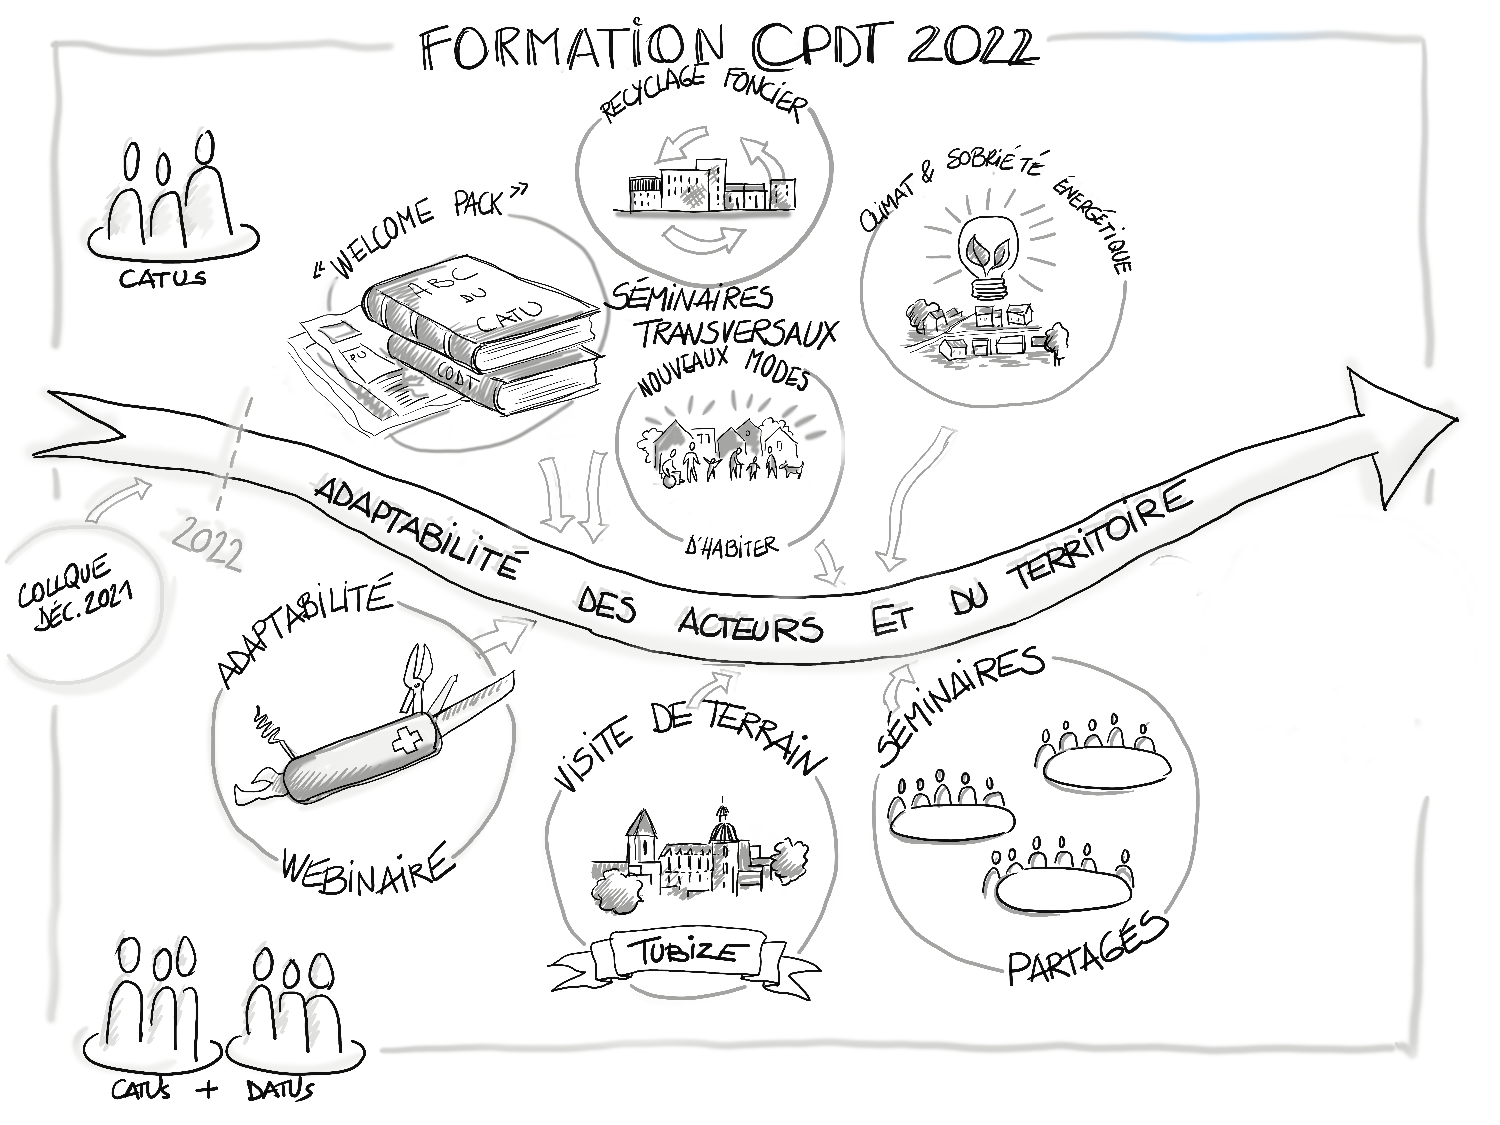 FORMATION CPDT 2022
CATUS
« WELCOME PACK »
ABC
DU
CATU
CODT
RECYCLAGE FONCIER
SÉMINAIRES
TRANSVERSAUX
NOUVEAUX MODES
D'HABITER
CLIMAT & SOBRIÉTÉ ÉNERGÉTIQUE
COLLQUE
DÉC. 2021
2022
ADAPTABILITÉ DES ACTEURS ET DU TERRITOIRE
ADAPTABILITÉ
WEBINAIRE
VISITE DE TERRAIN
TUBIZE
SÉMINAIRES
PARTAGÉS
CATUS + DATUS